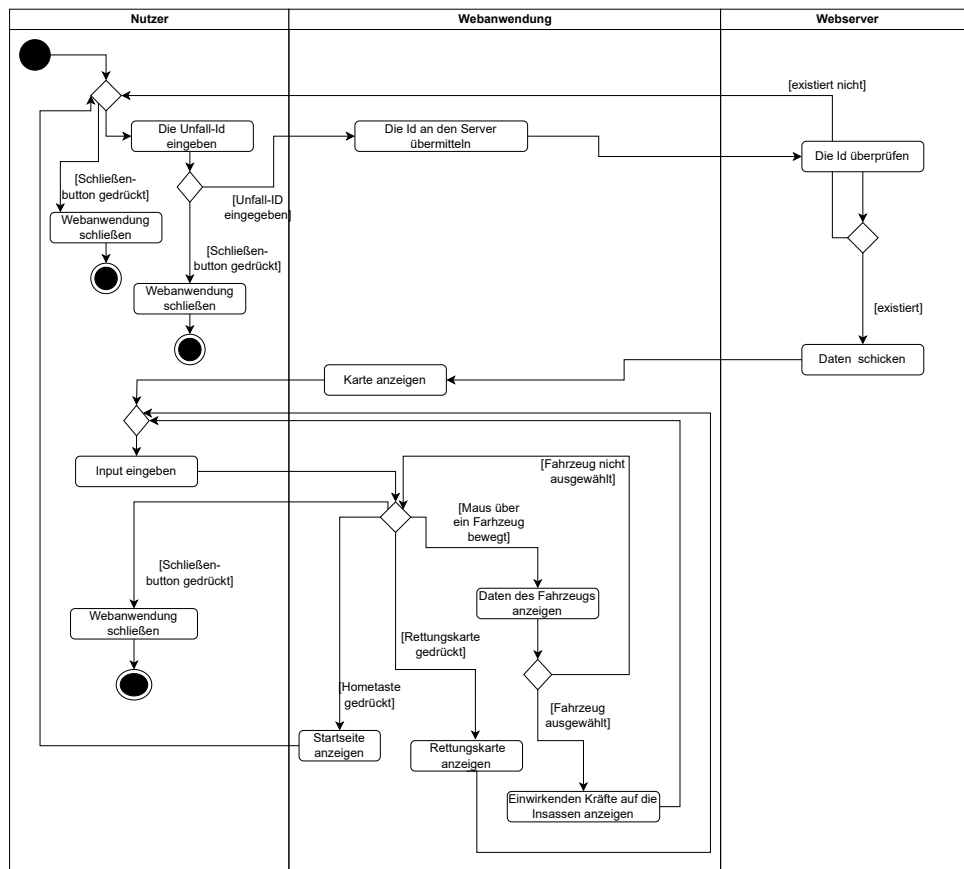 Nutzer
Webanwendung
Webserver
[existiert nicht]
Die Unfall-Id
eingeben
Die Id an den Server
übermitteln
Die Id überprüfen
[Schließen-
button gedrückt]
[Unfall-ID
eingegeben]
Webanwendung
schließen
[Schließen-
button gedrückt]
Webanwendung
schließen
[existiert]
Daten schicken
Karte anzeigen
Input eingeben
[Fahrzeug nicht
ausgewählt]
[Maus über
ein Farhzeug
bewegt]
[Schließen-
button gedrückt]
Daten des Fahrzeugs
anzeigen
Webanwendung
schließen
[Rettungskarte
gedrückt]
[Hometaste
gedrückt]
[Fahrzeug
ausgewählt]
Startseite
anzeigen
Rettungskarte
anzeigen
Einwirkenden Kräfte auf die
Insassen anzeigen